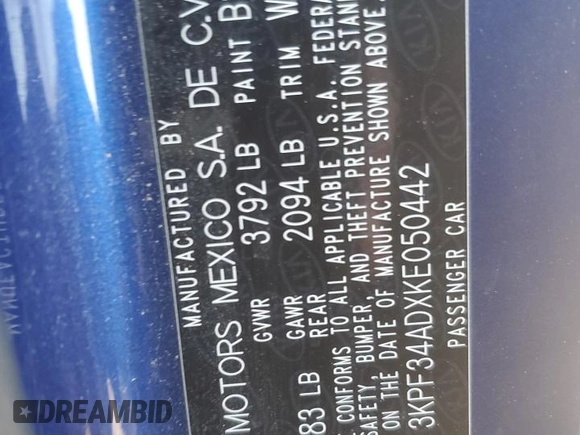 MANUFACTURED BY
MOTORS MEXICO S.A. DE C.V
GVWR 3792 LB PAINT B
GAWR
REAR 2094 LB TRIM W
83 LB
CONFORMS TO ALL APPLICABLE U.S.A. FEDERA
SAFETY, BUMPER, AND THEFT PREVENTION STAN
ON THE DATE OF MANUFACTURE SHOWN ABOVE.
3KPF34ADXKE050442
PASSENGER CAR
DREAMBID